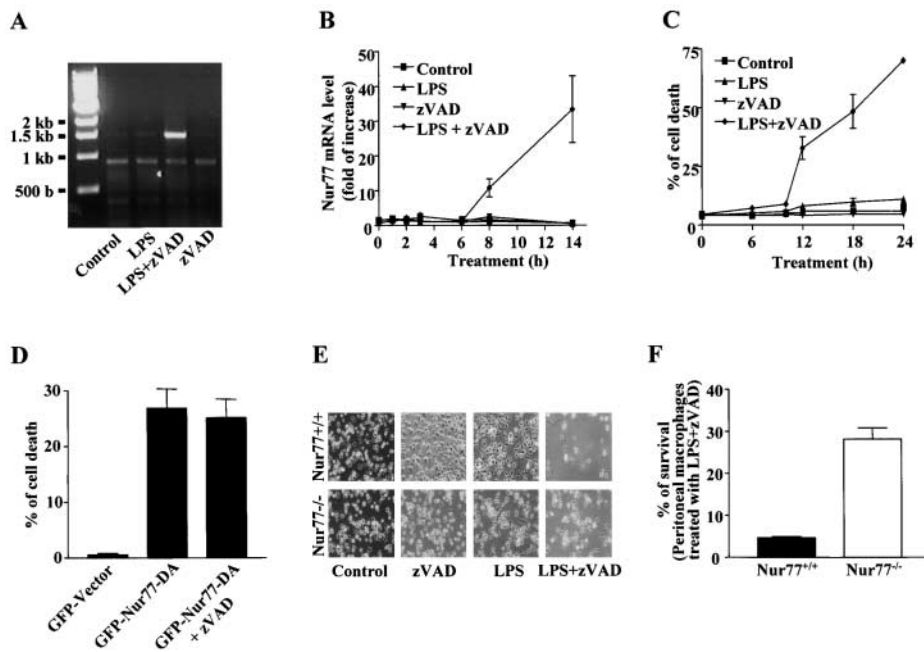 A
2 kb
1.5 kb
1 kb
500 b
Control
LPS
LPS+zVAD
zVAD
B
Nur77 mRNA level
(fold of increase)
50
40
30
20
10
0
Control
LPS
zVAD
LPS + zVAD
0 2 4 6 8 10 12 14
Treatment (h)
C
% of cell death
75
50
25
0
Control
LPS
zVAD
LPS+zVAD
0 6 12 18 24
Treatment (h)
D
% of cell death
30
20
10
0
GFP-Vector
GFP-Nur77-DA
GFP-Nur77-DA
+ zVAD
E
Nur77+/+
Nur77-/-
Control zVAD LPS LPS+zVAD
F
% of survival
(Peritoneal macrophages
treated with LPS+zVAD)
40
30
20
10
0
Nur77+/+ Nur77-/-